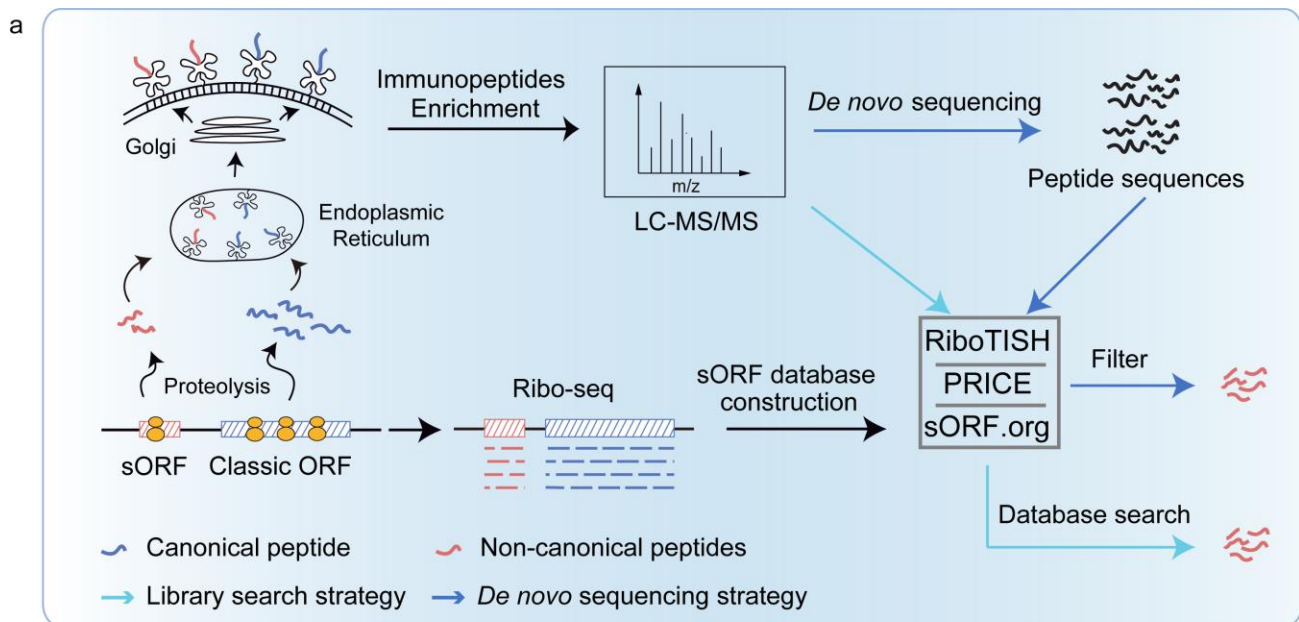 a
Immunopeptides
Enrichment
De novo sequencing
Golgi
m/z
Peptide sequences
LC-MS/MS
Endoplasmic
Reticulum
RiboTISH
PRICE
sORF.org
Filter
Proteolysis
Ribo-seq
sORF database
construction
sORF
Classic ORF
Database search
Canonical peptide
Non-canonical peptides
Library search strategy
De novo sequencing strategy